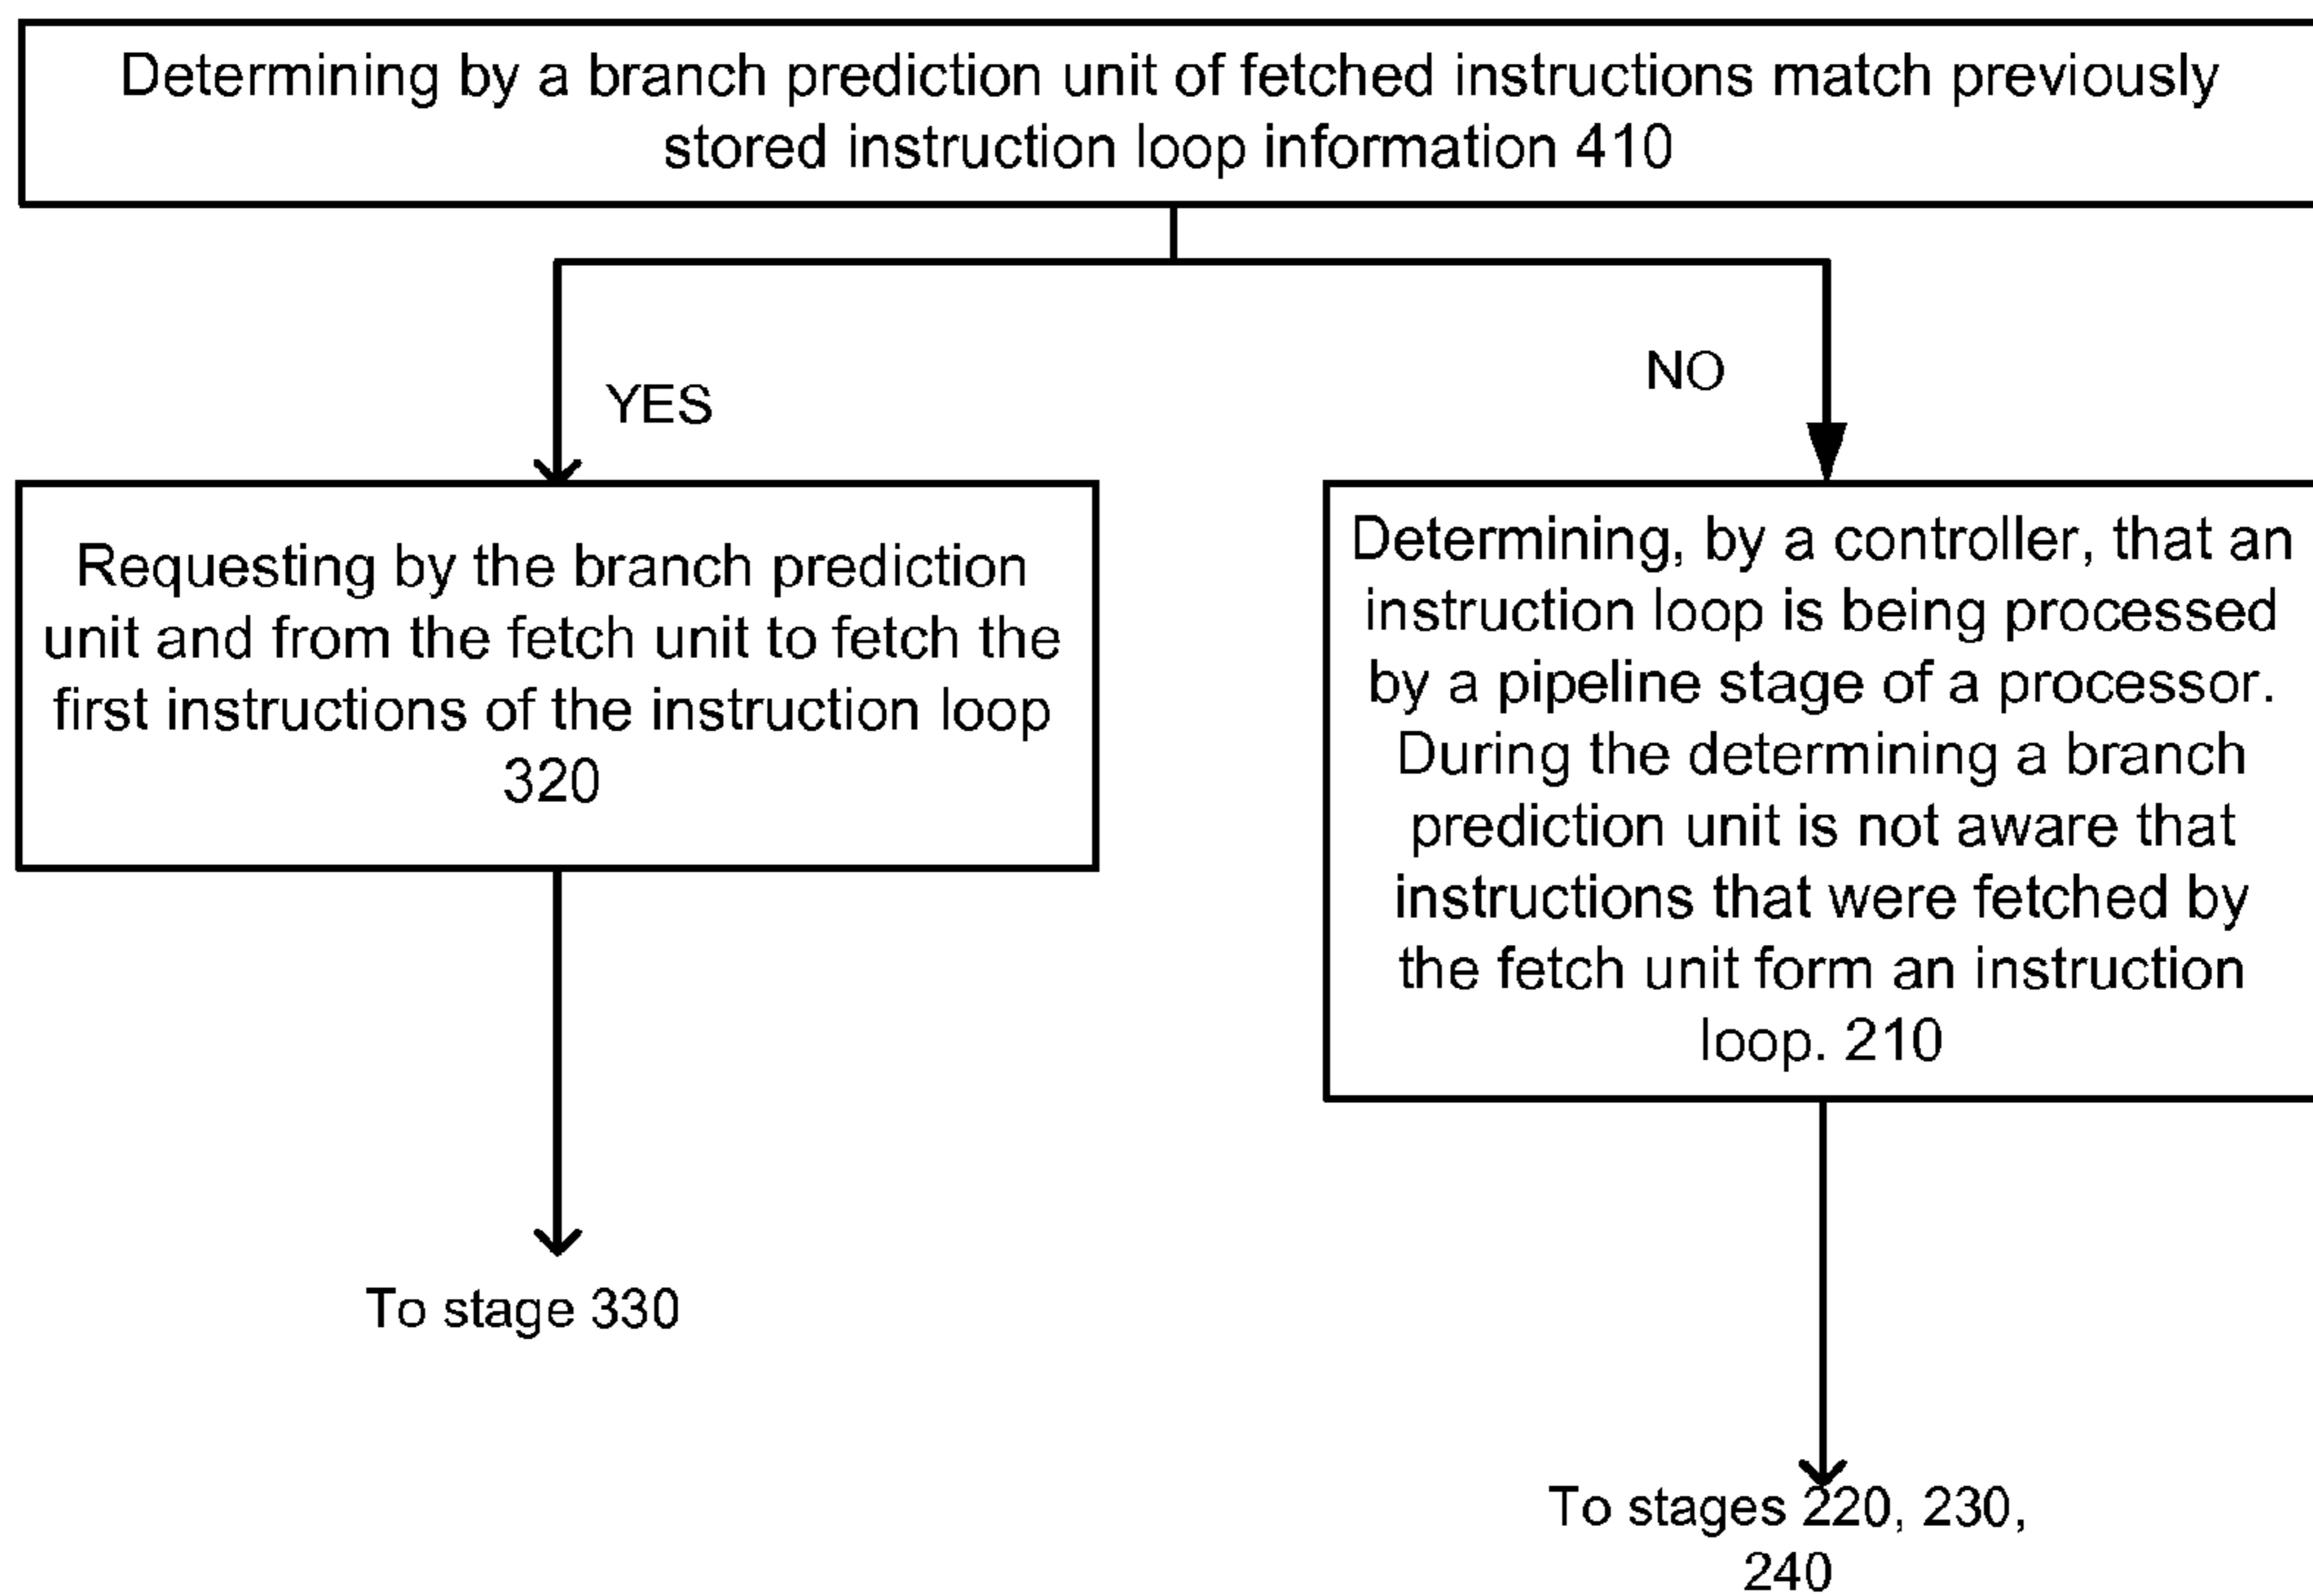 Determining by a branch prediction unit of fetched instructions match previously
stored instruction loop information 410
YES
NO
Requesting by the branch prediction
unit and from the fetch unit to fetch the
first instructions of the instruction loop
320
Determining, by a controller, that an
instruction loop is being processed
by a pipeline stage of a processor.
During the determining a branch
prediction unit is not aware that
instructions that were fetched by
the fetch unit form an instruction
loop. 210
To stage 330
To stages 220, 230,
240